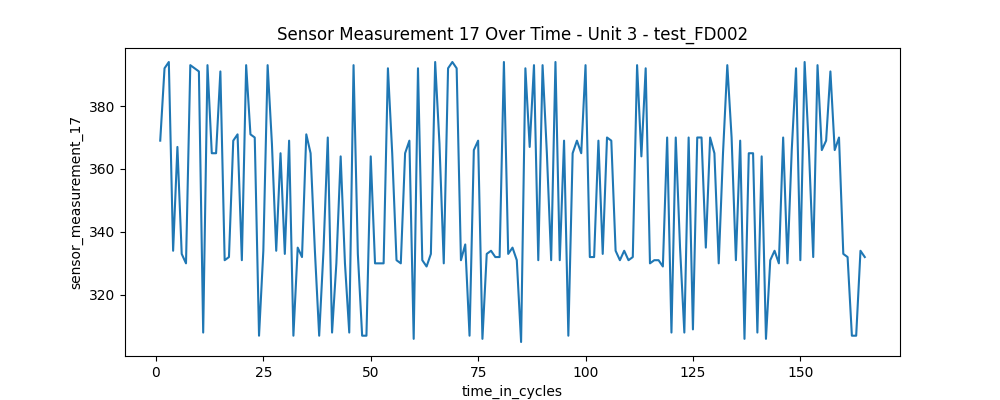 Sensor Measurement 17 Over Time - Unit 3 - test_FD002
sensor_measurement_17
380
360
340
320
0 25 50 75 100 125 150
time_in_cycles